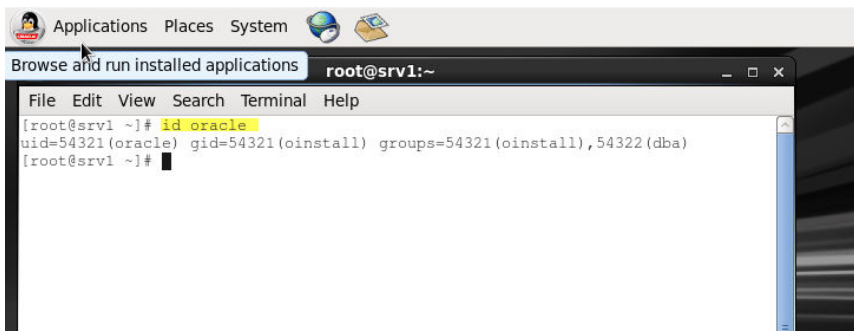 Applications Places System
Browse and run installed applications
root@srv1:~
File Edit View Search Terminal Help
[root@srv1 ~]# id oracle
uid=54321(oracle) gid=54321(oinstall) groups=54321(oinstall),54322(dba)
[root@srv1 ~]#